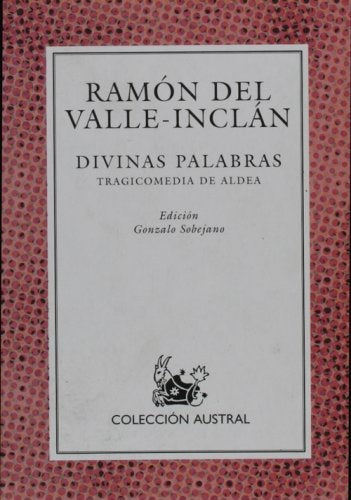 RAMÓN DEL
VALLE-INCLÁN
DIVINAS PALABRAS
TRAGICOMEDIA DE ALDEA
Edición
Gonzalo Sobejano
COLECCIÓN AUSTRAL